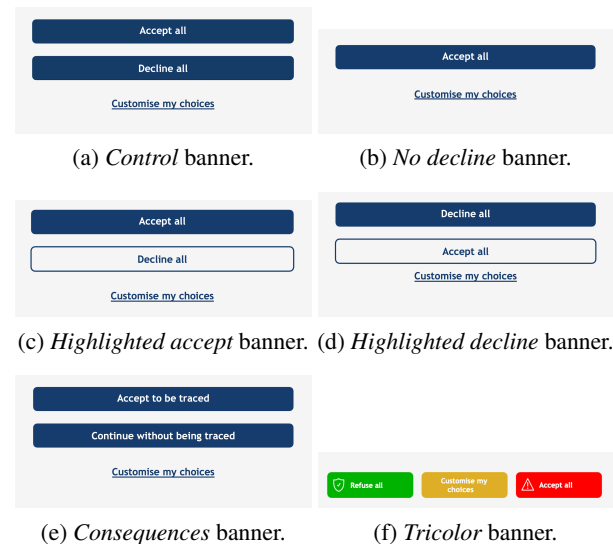 Accept all
Decline all
Customise my choices
(a) Control banner.
Accept all
Customise my choices
(b) No decline banner.
Accept all
Decline all
Customise my choices
(c) Highlighted accept banner.
Decline all
Accept all
Customise my choices
(d) Highlighted decline banner.
Accept to be traced
Continue without being traced
Customise my choices
(e) Consequences banner.
Refuse all
Customise my
choices
Accept all
(f) Tricolor banner.